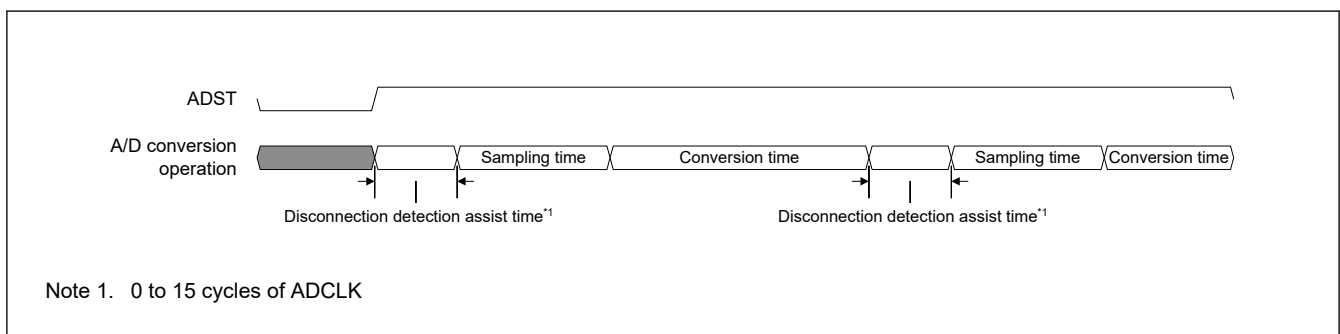 ADST
A/D conversion
operation
Sampling time
Conversion time
Sampling time
Conversion time
Disconnection detection assist time*1
Disconnection detection assist time*1
Note 1. 0 to 15 cycles of ADCLK